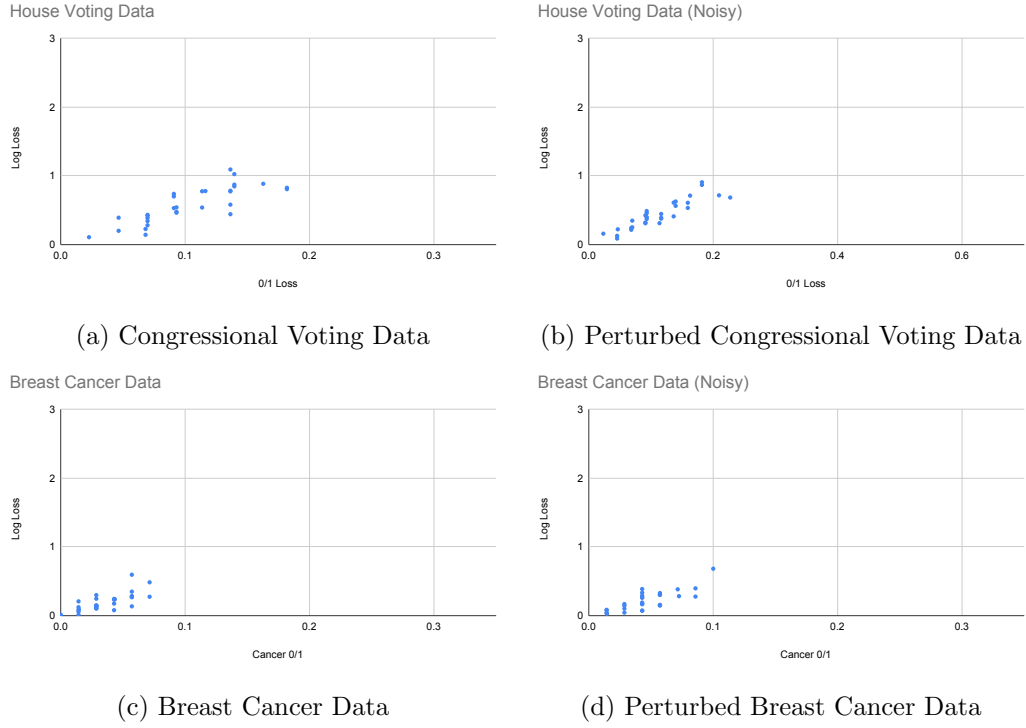 House Voting Data
3
2
1
0
Log Loss
0.0 0.1 0.2 0.3
0/1 Loss
(a) Congressional Voting Data
House Voting Data (Noisy)
3
2
1
0
Log Loss
0.0 0.2 0.4 0.6
0/1 Loss
(b) Perturbed Congressional Voting Data
Breast Cancer Data
3
2
1
0
Log Loss
0.0 0.1 0.2 0.3
Cancer 0/1
(c) Breast Cancer Data
Breast Cancer Data (Noisy)
3
2
1
0
Log Loss
0.0 0.1 0.2 0.3
Cancer 0/1
(d) Perturbed Breast Cancer Data